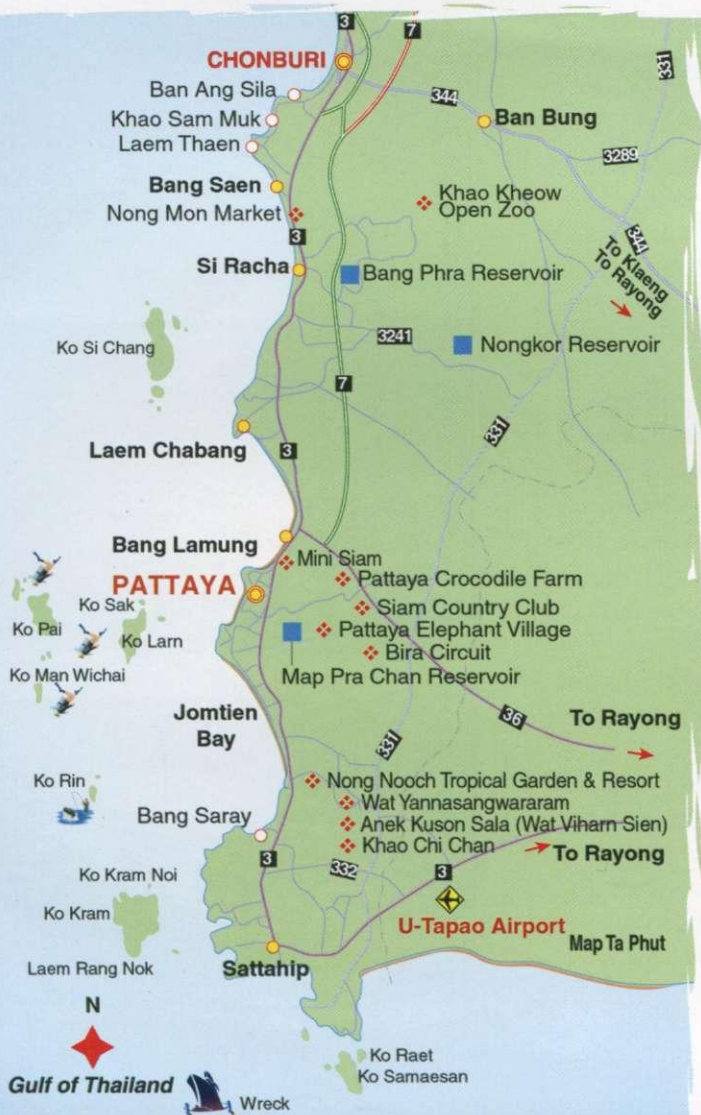 3
7
CHONBURI
331
Ban Ang Sila
344
Khao Sam Muk
Ban Bung
Laem Thaen
3289
Bang Saen
Khao Kheow
Open Zoo
Nong Mon Market
3
344
To Klaeng
To Rayong
Si Racha
Bang Phra Reservoir
3241
Nongkor Reservoir
Ko Si Chang
7
331
Laem Chabang
3
Bang Lamung
Mini Siam
Pattaya Crocodile Farm
PATTAYA
Ko Sak
Siam Country Club
Ko Pai
Ko Larn
Pattaya Elephant Village
Bira Circuit
Ko Man Wichai
Map Pra Chan Reservoir
Jomtien
Bay
36
To Rayong
331
Ko Rin
Nong Nooch Tropical Garden & Resort
Wat Yannasangwararam
Bang Saray
Anek Kuson Sala (Wat Viharn Sien)
Khao Chi Chan
To Rayong
3
332
3
Ko Kram Noi
Ko Kram
U-Tapao Airport
Map Ta Phut
Laem Rang Nok
Sattahip
N
Gulf of Thailand
Ko Raet
Ko Samaesan
Wreck